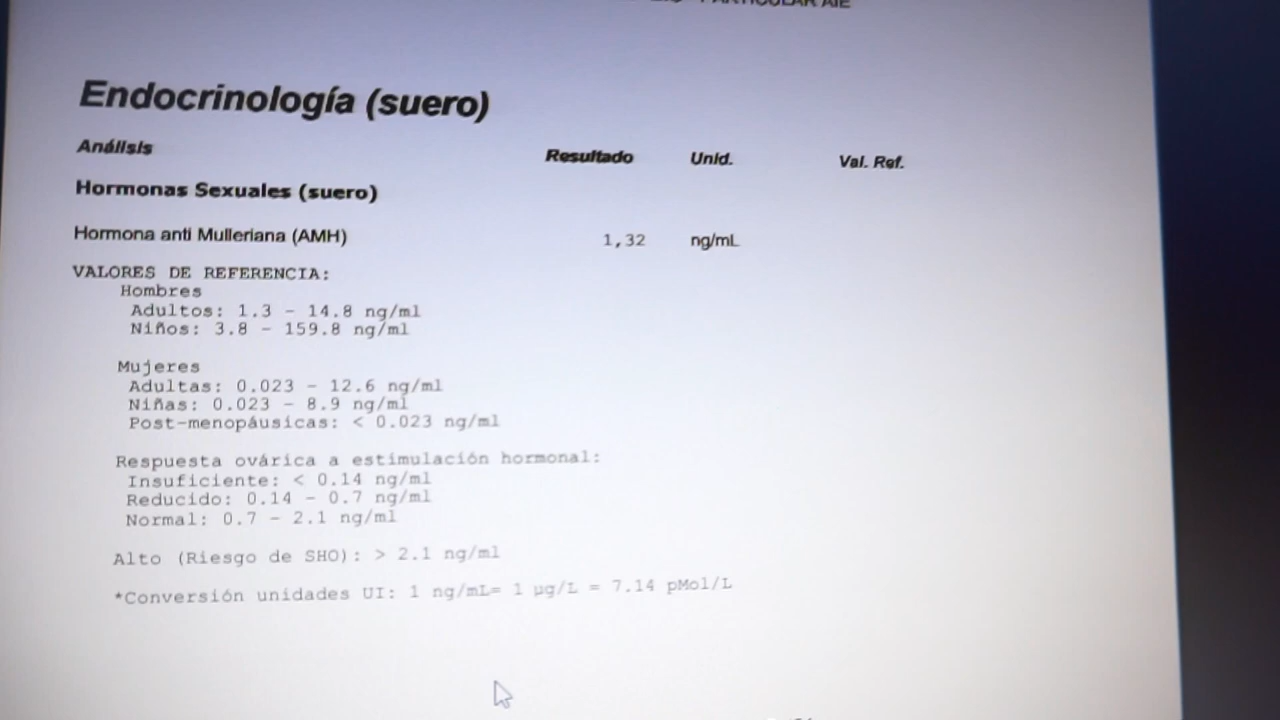 PARTICULAR AIE
Endocrinología (suero)
Análisis Resultado Unid. Val. Ref.
Hormonas Sexuales (suero)
Hormona anti Mulleriana (AMH) 1,32 ng/mL
VALORES DE REFERENCIA:
Hombres
Adultos: 1.3 - 14.8 ng/ml
Niños: 3.8 - 159.8 ng/ml
Mujeres
Adultas: 0.023 - 12.6 ng/ml
Niñas: 0.023 - 8.9 ng/ml
Post-menopáusicas: < 0.023 ng/ml
Respuesta ovárica a estimulación hormonal:
Insuficiente: < 0.14 ng/ml
Reducido: 0.14 - 0.7 ng/ml
Normal: 0.7 - 2.1 ng/ml
Alto (Riesgo de SHO): > 2.1 ng/ml
*Conversión unidades UI: 1 ng/mL= 1 µg/L = 7.14 pMol/L